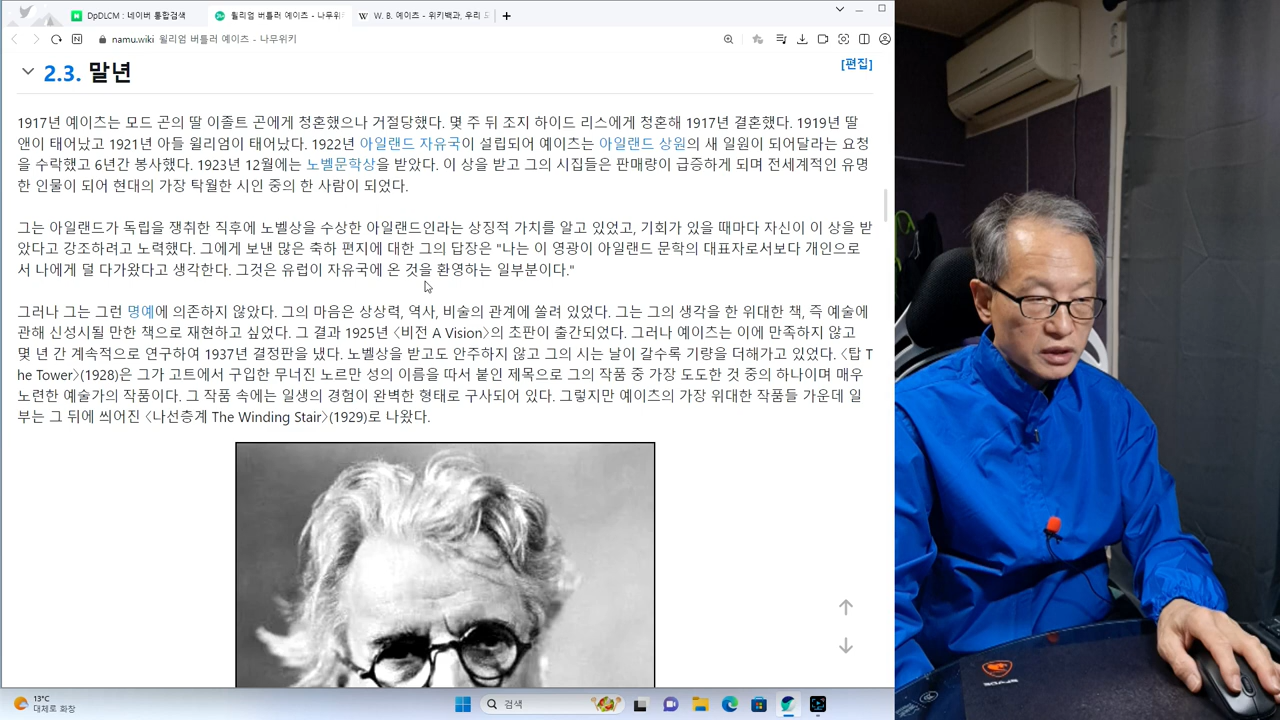 DpDLCM : 네이버 통합검색
윌리엄 버틀러 예이츠 - 나무위키
W. B. 예이츠 - 위키백과, 우리 모
namu.wiki 윌리엄 버틀러 예이츠 - 나무위키
2.3. 말년
[편집]
1917년 예이츠는 모드 곤의 딸 이졸트 곤에게 청혼했으나 거절당했다. 몇 주 뒤 조지 하이드 리스에게 청혼해 1917년 결혼했다. 1919년 딸
앤이 태어났고 1921년 아들 윌리엄이 태어났다. 1922년 아일랜드 자유국이 설립되어 예이츠는 아일랜드 상원의 새 일원이 되어달라는 요청
을 수락했고 6년간 봉사했다. 1923년 12월에는 노벨문학상을 받았다. 이 상을 받고 그의 시집들은 판매량이 급증하게 되며 전세계적인 유명
한 인물이 되어 현대의 가장 탁월한 시인 중의 한 사람이 되었다.
그는 아일랜드가 독립을 쟁취한 직후에 노벨상을 수상한 아일랜드인라는 상징적 가치를 알고 있었고, 기회가 있을 때마다 자신이 이 상을 받
았다고 강조하려고 노력했다. 그에게 보낸 많은 축하 편지에 대한 그의 답장은 "나는 이 영광이 아일랜드 문학의 대표자로서보다 개인으로
서 나에게 덜 다가왔다고 생각한다. 그것은 유럽이 자유국에 온 것을 환영하는 일부분이다."
그러나 그는 그런 명예에 의존하지 않았다. 그의 마음은 상상력, 역사, 비술의 관계에 쏠려 있었다. 그는 그의 생각을 한 위대한 책, 즉 예술에
관해 신성시될 만한 책으로 재현하고 싶었다. 그 결과 1925년 〈비전 A Vision〉의 초판이 출간되었다. 그러나 예이츠는 이에 만족하지 않고
몇 년 간 계속적으로 연구하여 1937년 결정판을 냈다. 노벨상을 받고도 안주하지 않고 그의 시는 날이 갈수록 기량을 더해가고 있었다. 〈탑 T
he Tower〉(1928)은 그가 고트에서 구입한 무너진 노르만 성의 이름을 따서 붙인 제목으로 그의 작품 중 가장 도도한 것 중의 하나이며 매우
노련한 예술가의 작품이다. 그 작품 속에는 일생의 경험이 완벽한 형태로 구사되어 있다. 그렇지만 예이츠의 가장 위대한 작품들 가운데 일
부는 그 뒤에 씌어진 〈나선층계 The Winding Stair〉(1929)로 나왔다.
13°C
대체로 화창
검색